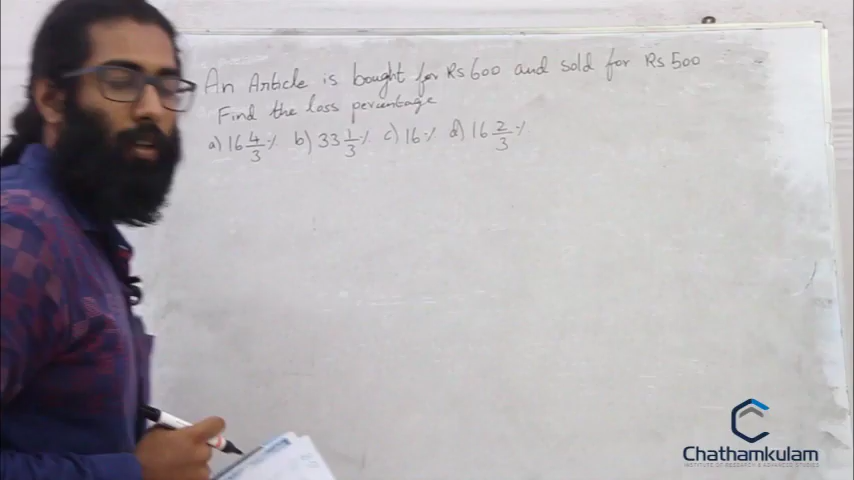 An Article is bought for Rs 600 and sold for Rs 500
Find the loss percentage
a) 16 4/3 % b) 33 1/3 % c) 16 % d) 16 2/3 %
Chathamkulam
INSTITUTE OF RESEARCH & ADVANCED STUDIES